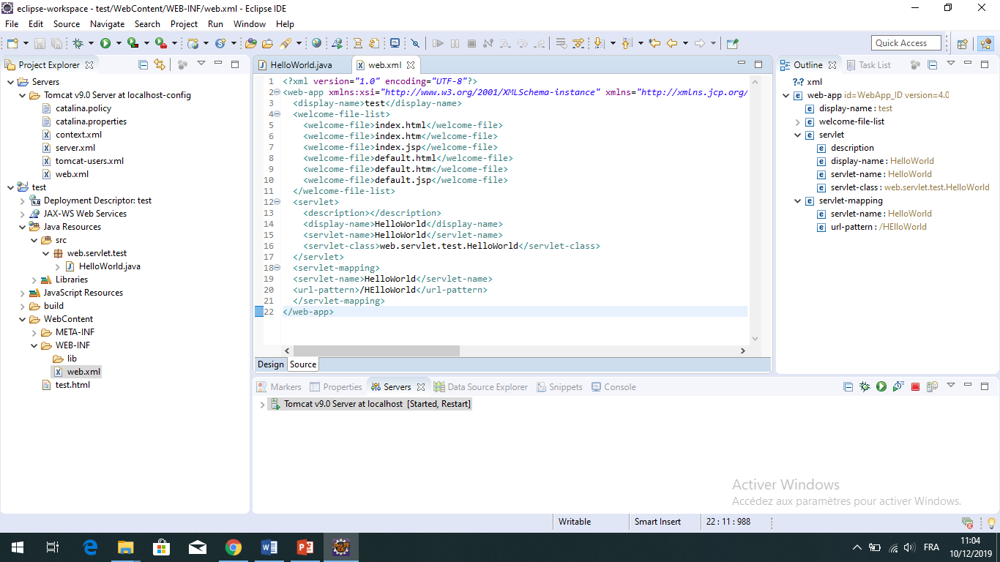 eclipse-workspace - test/WebContent/WEB-INF/web.xml - Eclipse IDE
File Edit Source Navigate Search Project Run Window Help
Quick Access
Project Explorer
Servers
Tomcat v9.0 Server at localhost-config
catalina.policy
catalina.properties
context.xml
server.xml
tomcat-users.xml
web.xml
test
Deployment Descriptor: test
JAX-WS Web Services
Java Resources
src
web.servlet.test
HelloWorld.java
Libraries
JavaScript Resources
build
WebContent
META-INF
WEB-INF
lib
web.xml
test.html
HelloWorld.java web.xml
1 <?xml version="1.0" encoding="UTF-8"?>
2 <web-app xmlns:xsi="http://www.w3.org/2001/XMLSchema-instance" xmlns="http://xmlns.jcp.org/
3 <display-name>test</display-name>
4 <welcome-file-list>
5 <welcome-file>index.html</welcome-file>
6 <welcome-file>index.htm</welcome-file>
7 <welcome-file>index.jsp</welcome-file>
8 <welcome-file>default.html</welcome-file>
9 <welcome-file>default.htm</welcome-file>
10 <welcome-file>default.jsp</welcome-file>
11 </welcome-file-list>
12 <servlet>
13 <description></description>
14 <display-name>HelloWorld</display-name>
15 <servlet-name>HelloWorld</servlet-name>
16 <servlet-class>web.servlet.test.HelloWorld</servlet-class>
17 </servlet>
18 <servlet-mapping>
19 <servlet-name>HelloWorld</servlet-name>
20 <url-pattern>/HElloWorld</url-pattern>
21 </servlet-mapping>
22 </web-app>
Design Source
Outline Task List
?=? xml
web-app id=WebApp_ID version=4.0
display-name : test
welcome-file-list
servlet
description
display-name : HelloWorld
servlet-name : HelloWorld
servlet-class : web.servlet.test.HelloWorld
servlet-mapping
servlet-name : HelloWorld
url-pattern : /HElloWorld
Markers Properties Servers Data Source Explorer Snippets Console
Tomcat v9.0 Server at localhost [Started, Restart]
Activer Windows
Accédez aux paramètres pour activer Windows.
Writable Smart Insert 22 : 11 : 988
FRA
11:04
10/12/2019